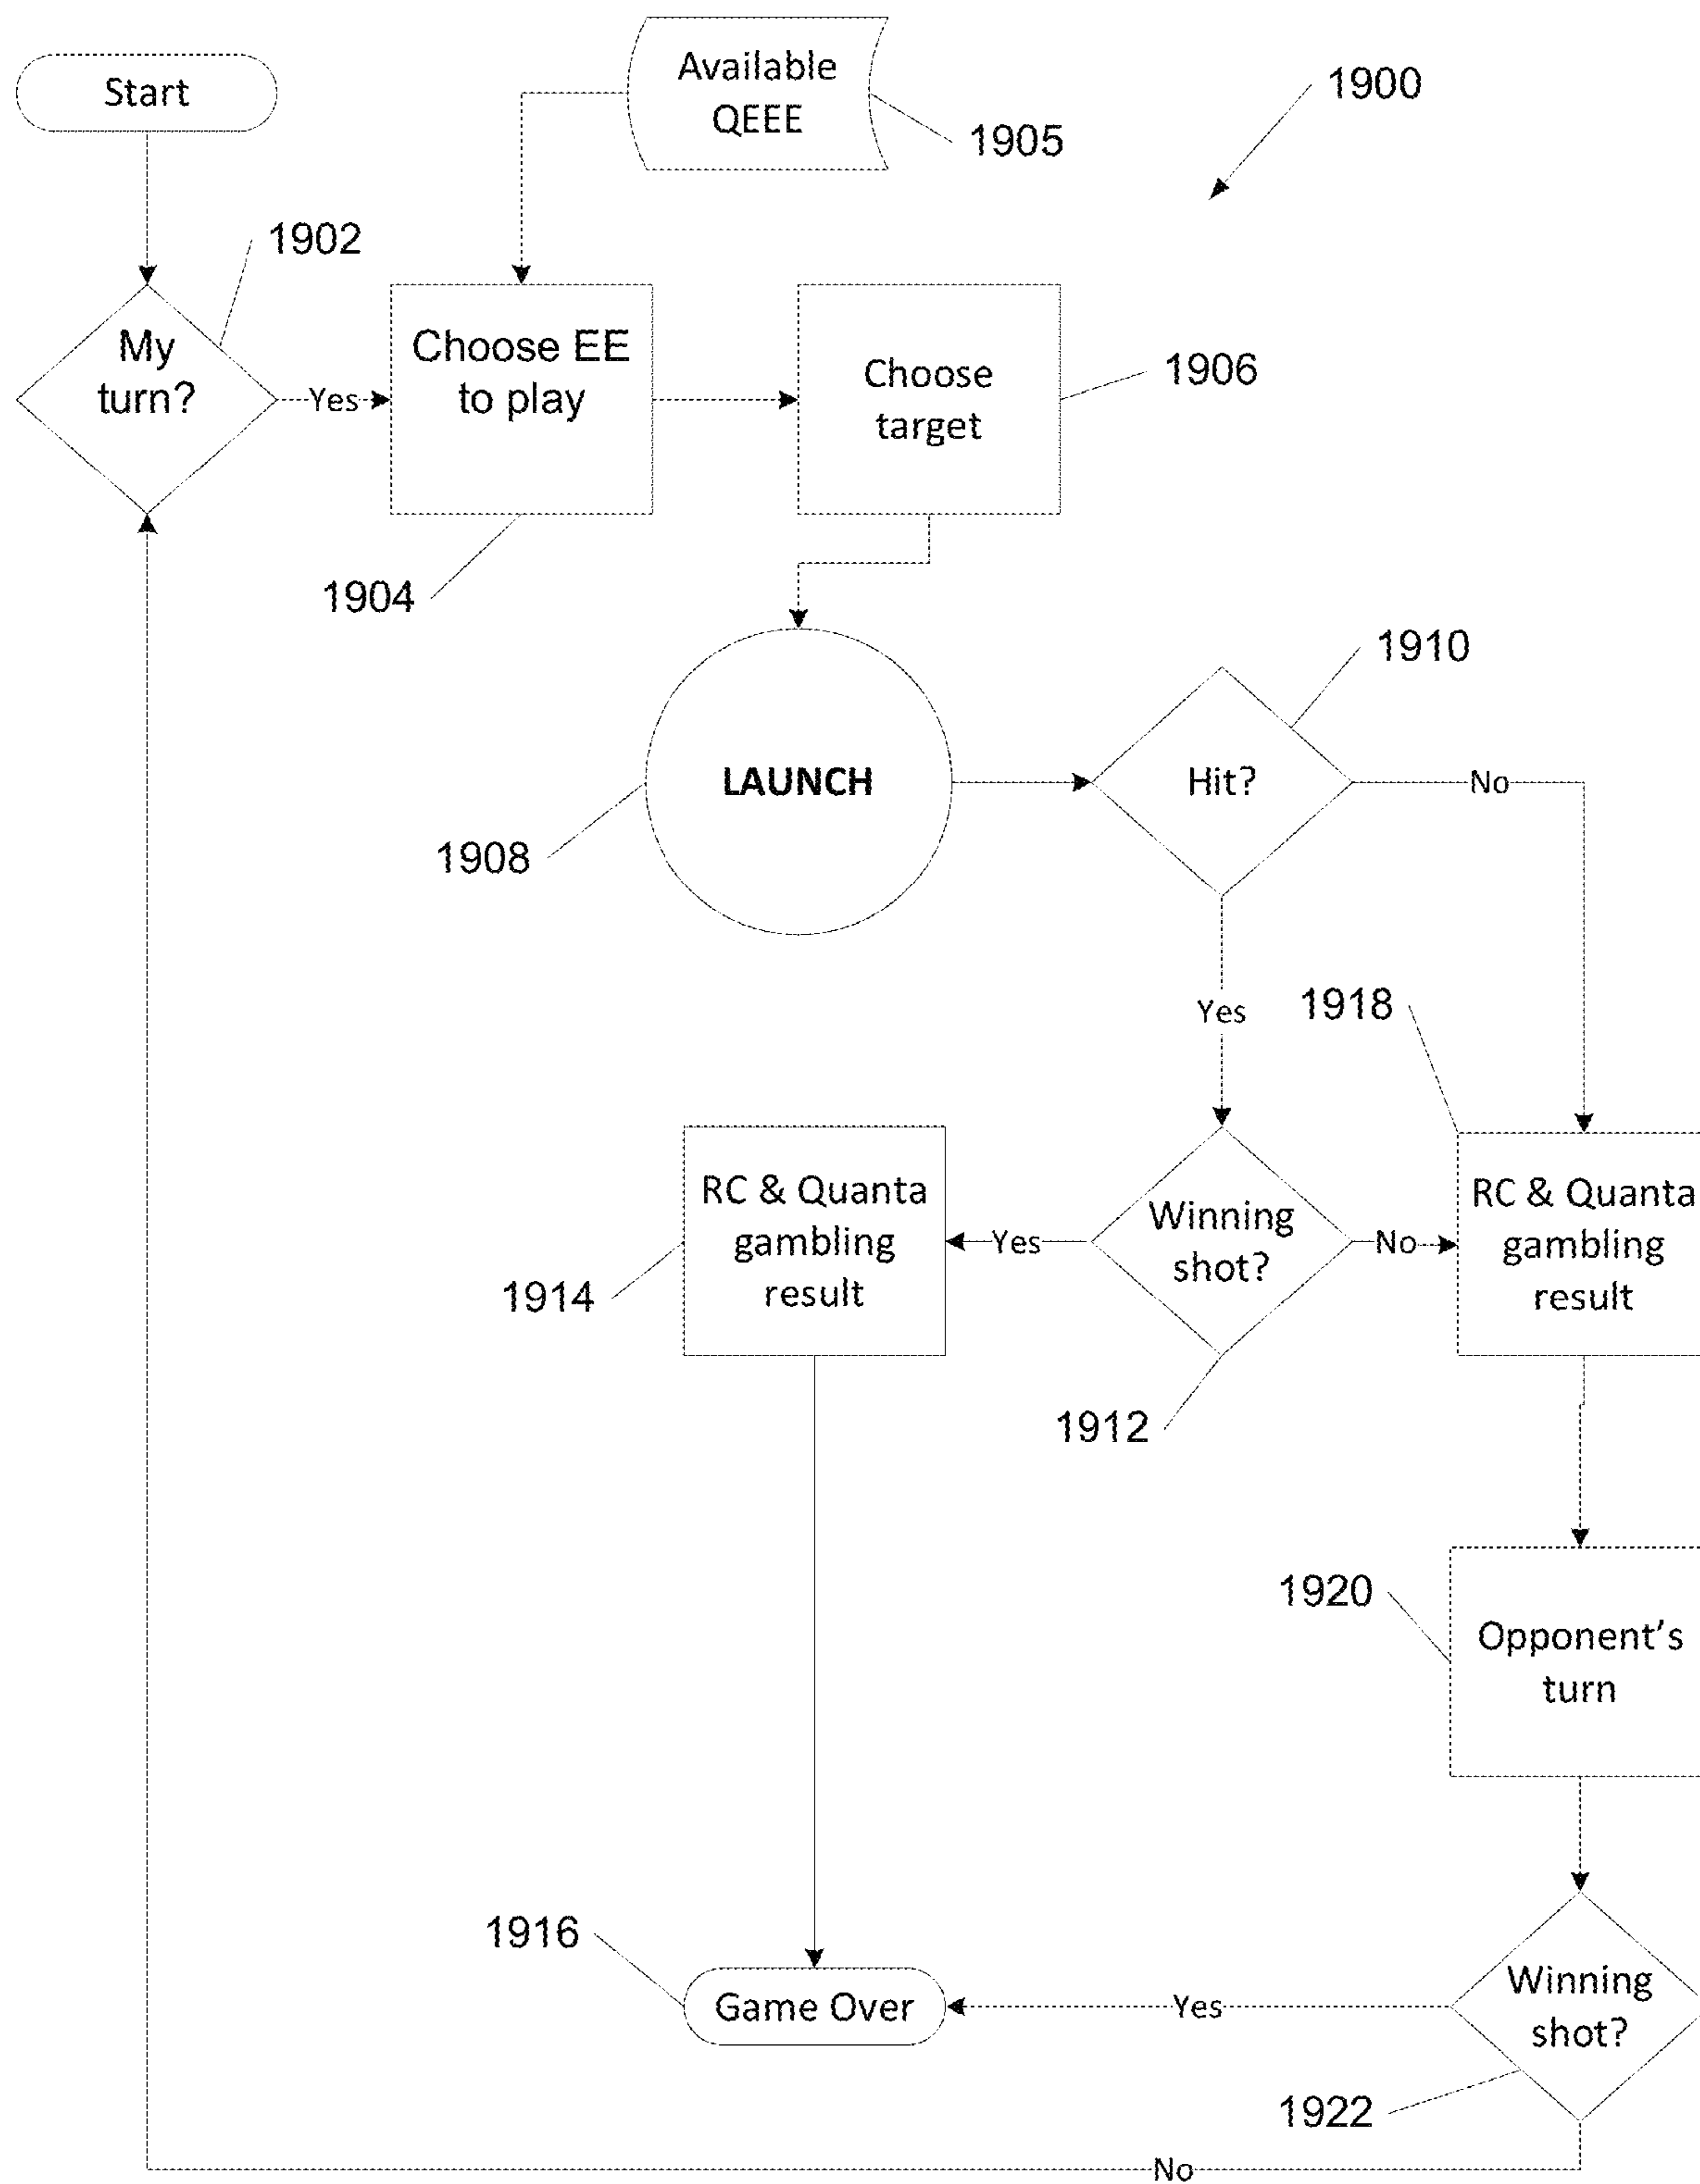 Start
Available
QEEE
1900
1905
1902
My
turn?
Yes
Choose EE
to play
Choose
target
1906
1904
1910
LAUNCH
Hit?
No
1908
Yes
1918
RC & Quanta
gambling
result
Yes
Winning
shot?
No
RC & Quanta
gambling
result
1914
1912
1920
Opponent's
turn
1916
Game Over
Yes
Winning
shot?
1922
No